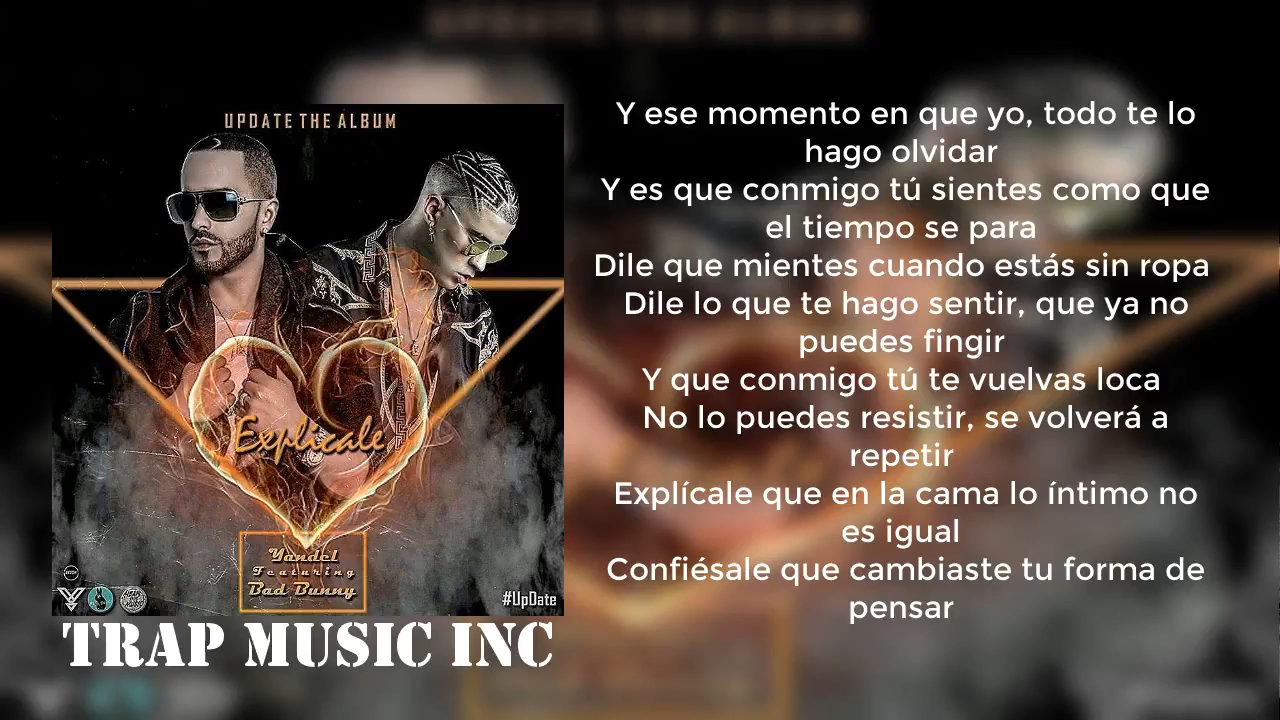 UPDATE THE ALBUM
Explicale
Yandel
Featuring
Bad Bunny
#UpDate
TRAP MUSIC INC
Y ese momento en que yo, todo te lo
hago olvidar
Y es que conmigo tú sientes como que
el tiempo se para
Dile que mientes cuando estás sin ropa
Dile lo que te hago sentir, que ya no
puedes fingir
Y que conmigo tú te vuelvas loca
No lo puedes resistir, se volverá a
repetir
Explícale que en la cama lo íntimo no
es igual
Confiésale que cambiaste tu forma de
pensar